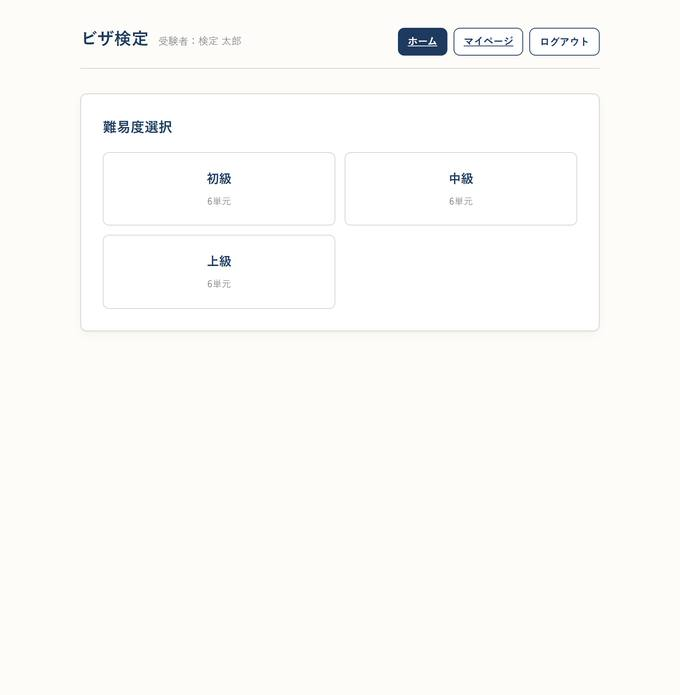 ビザ検定 受験者：検定 太郎
ホーム マイページ ログアウト
難易度選択
初級
6単元
中級
6単元
上級
6単元